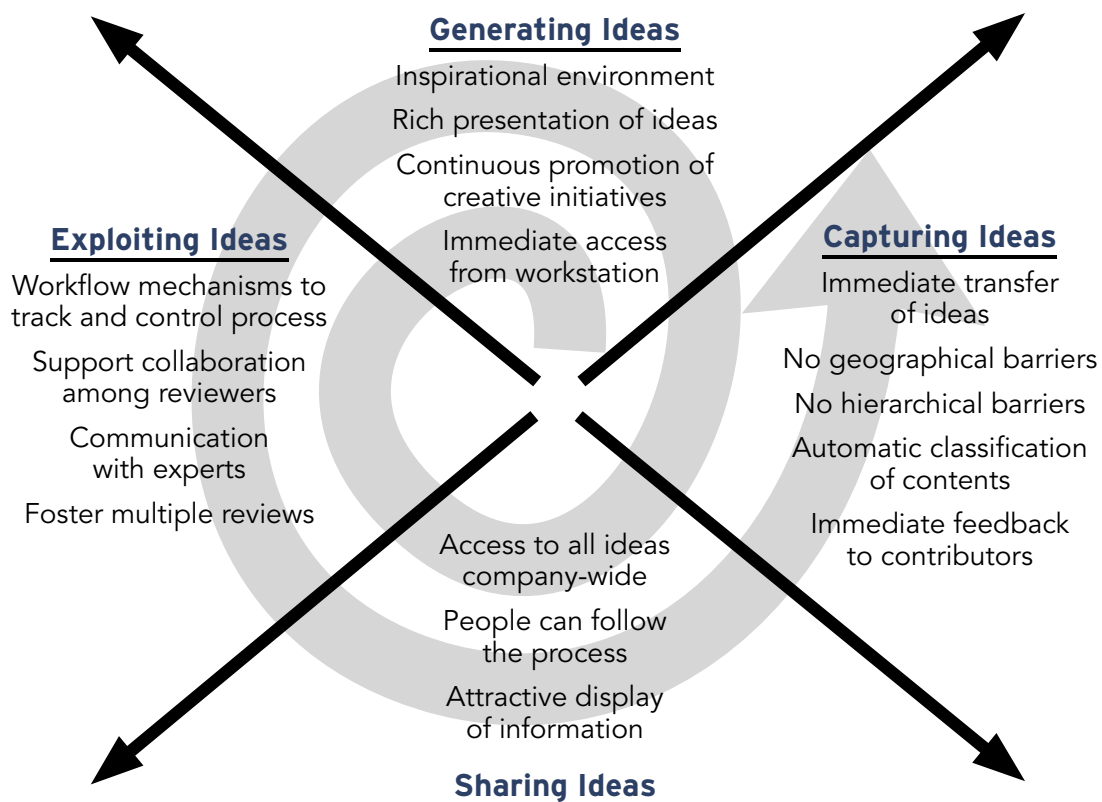 Generating Ideas
Inspirational environment
Rich presentation of ideas
Continuous promotion of
creative initiatives
Immediate access
from workstation
Exploiting Ideas
Workflow mechanisms to
track and control process
Support collaboration
among reviewers
Communication
with experts
Foster multiple reviews
Capturing Ideas
Immediate transfer
of ideas
No geographical barriers
No hierarchical barriers
Automatic classification
of contents
Immediate feedback
to contributors
Access to all ideas
company-wide
People can follow
the process
Attractive display
of information
Sharing Ideas